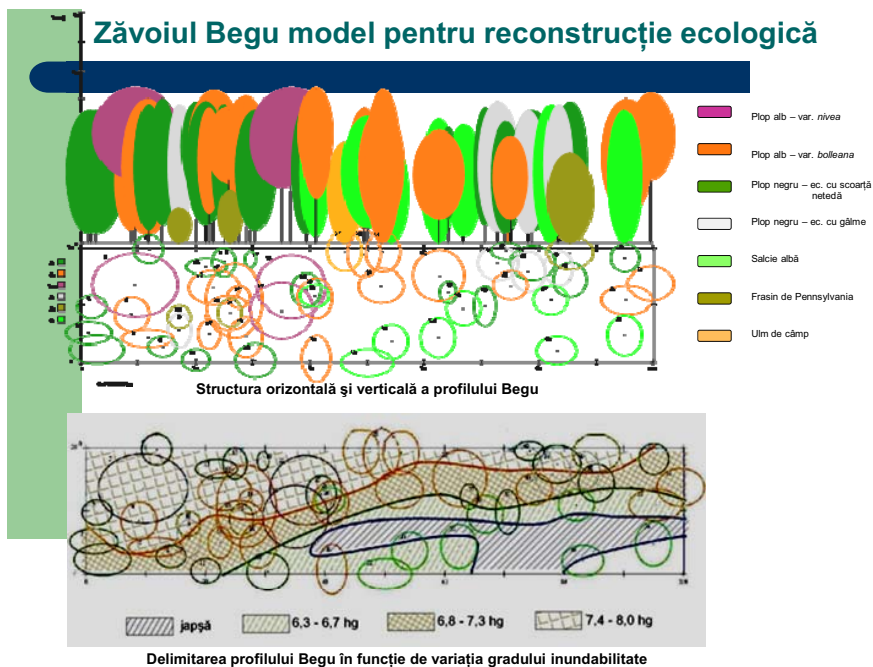 Zăvoiul Begu model pentru reconstrucție ecologică
Plop alb – var. nivea
Plop alb – var. bolleana
Plop negru – ec. cu scoarță
netedă
Plop negru – ec. cu gâlme
Salcie albă
Frasin de Pennsylvania
Ulm de câmp
Structura orizontală şi verticală a profilului Begu
japşă
6,3 - 6,7 hg
6,8 - 7,3 hg
7,4 - 8,0 hg
Delimitarea profilului Begu în funcție de variația gradului inundabilitate